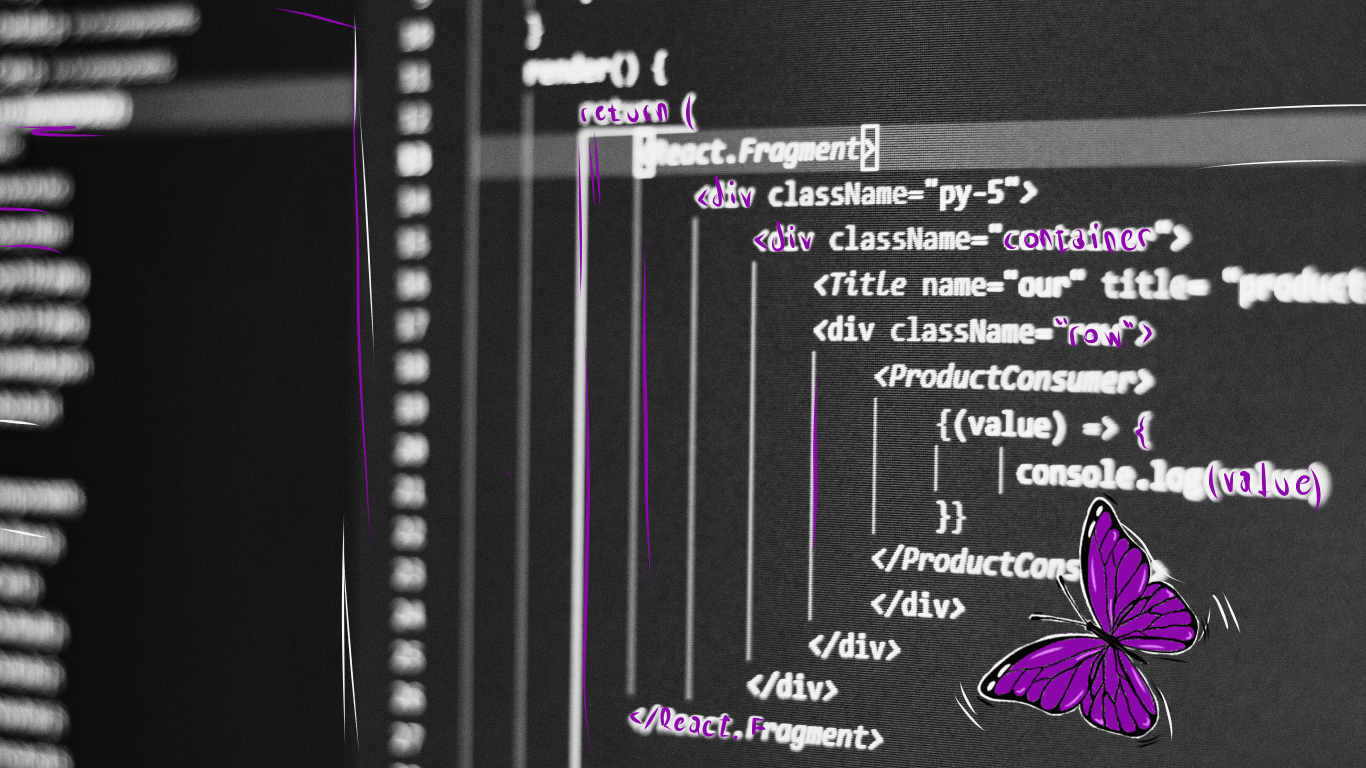 }
render() {
return (
<React.Fragment>
<div className="py-5">
<div className="container">
<Title name="our" title= "product
<div className="row">
<ProductConsumer>
{(value) => {
console.log(value)
}}
</ProductCons
</div>
</div>
</div>
</React.Fragment>